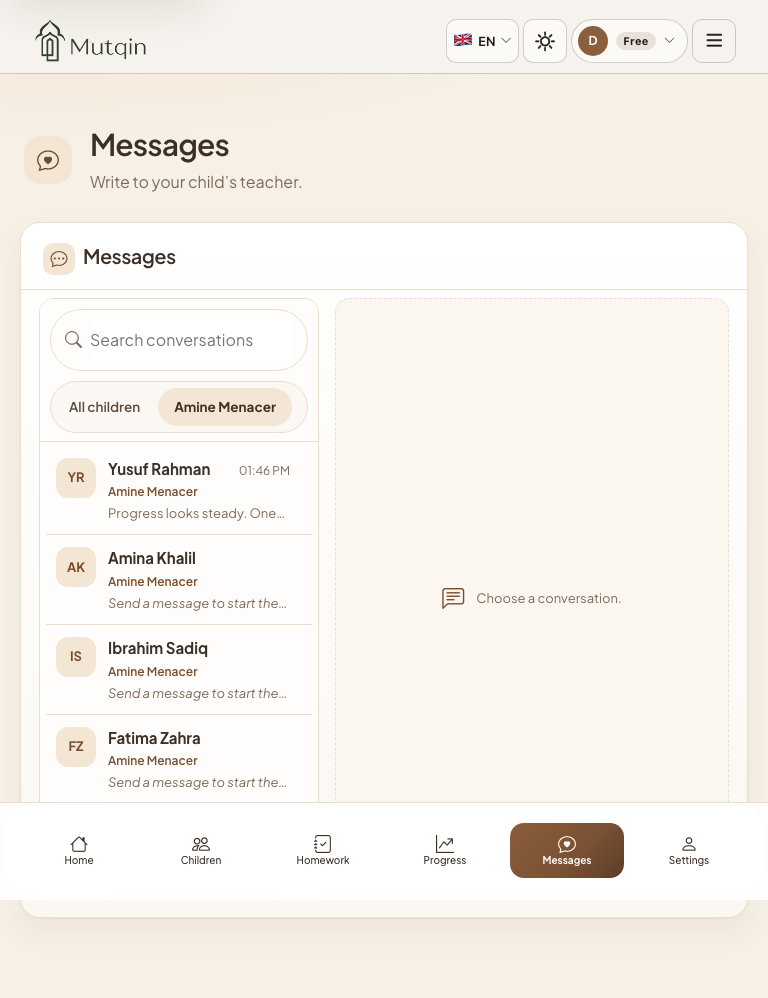 Mutqin
EN
D
Free
Messages
Write to your child's teacher.
Messages
Search conversations
All children
Amine Menacer
YR
Yusuf Rahman
01:46 PM
Amine Menacer
Progress looks steady. One...
AK
Amina Khalil
Amine Menacer
Send a message to start the...
IS
Ibrahim Sadiq
Amine Menacer
Send a message to start the...
FZ
Fatima Zahra
Amine Menacer
Send a message to start the...
Choose a conversation.
Home
Children
Homework
Progress
Messages
Settings